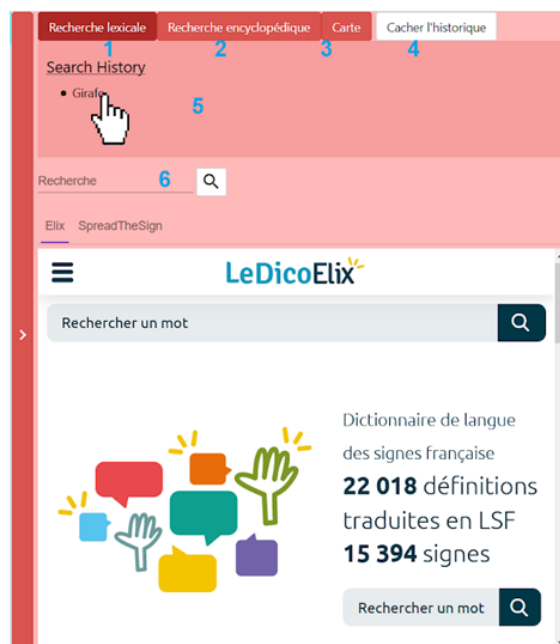 Recherche lexicale Recherche encyclopédique Carte Cacher l'historique
1 2 3 4
Search History
Girafe
5
Recherche 6
Elix SpreadTheSign
LeDicoElix
Rechercher un mot
Dictionnaire de langue
des signes française
22 018 définitions
traduites en LSF
15 394 signes
Rechercher un mot